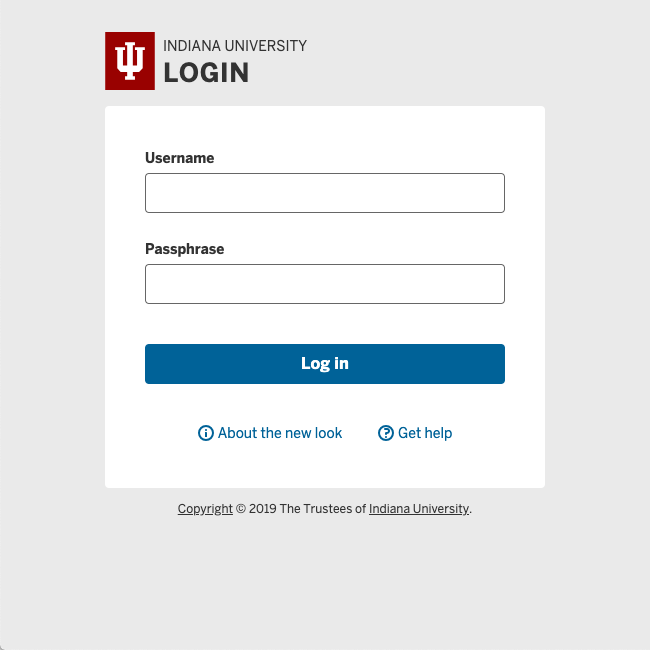 INDIANA UNIVERSITY
LOGIN
Username
Passphrase
Log in
About the new look
Get help
Copyright © 2019 The Trustees of Indiana University.